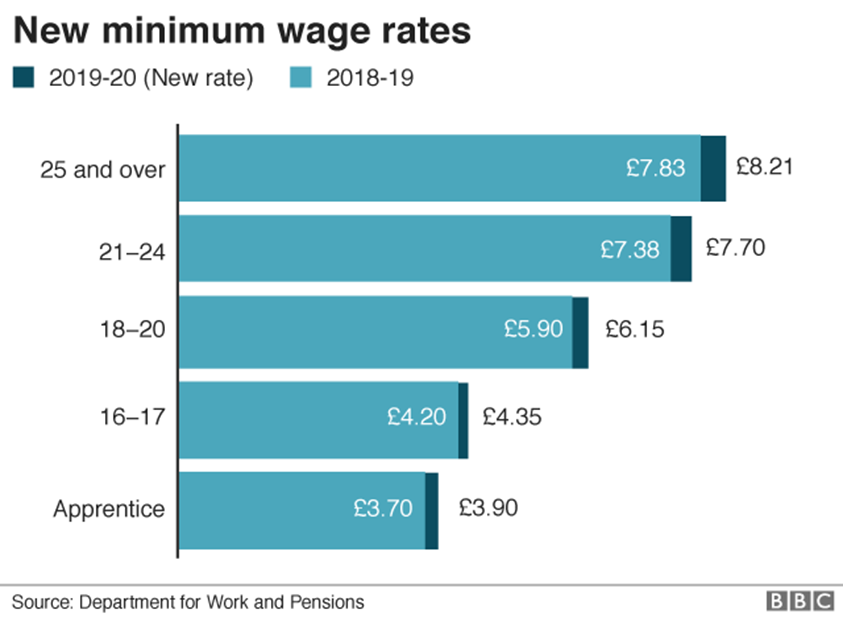 New minimum wage rates
2019-20 (New rate) 2018-19
25 and over £7.83 £8.21
21–24 £7.38 £7.70
18–20 £5.90 £6.15
16–17 £4.20 £4.35
Apprentice £3.70 £3.90
Source: Department for Work and Pensions BBC